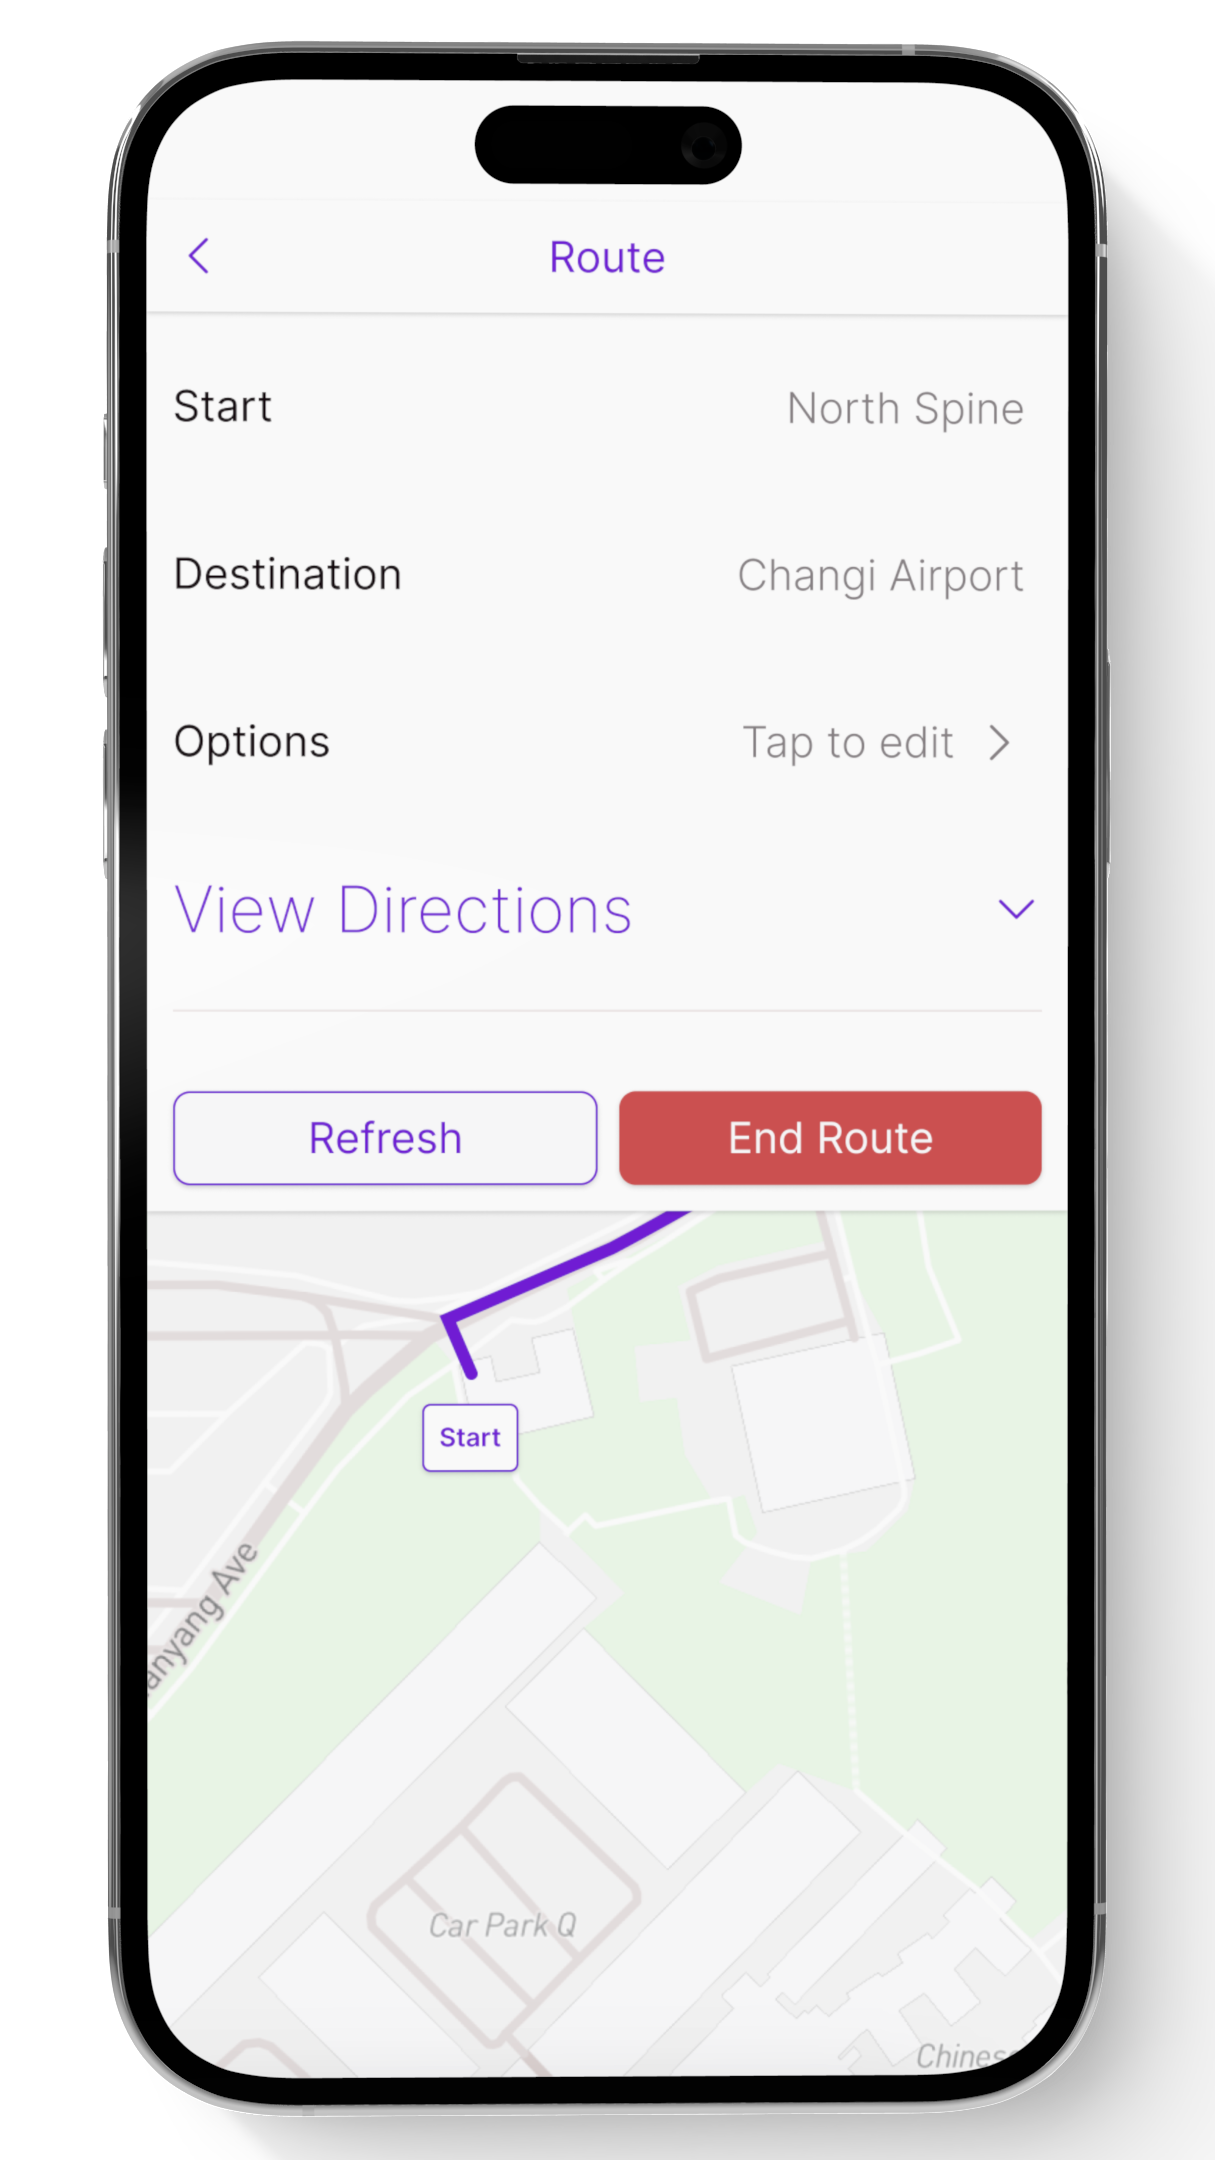 Route
Start North Spine
Destination Changi Airport
Options Tap to edit
View Directions
Refresh End Route
Start
anyang Ave
Car Park Q
Chines